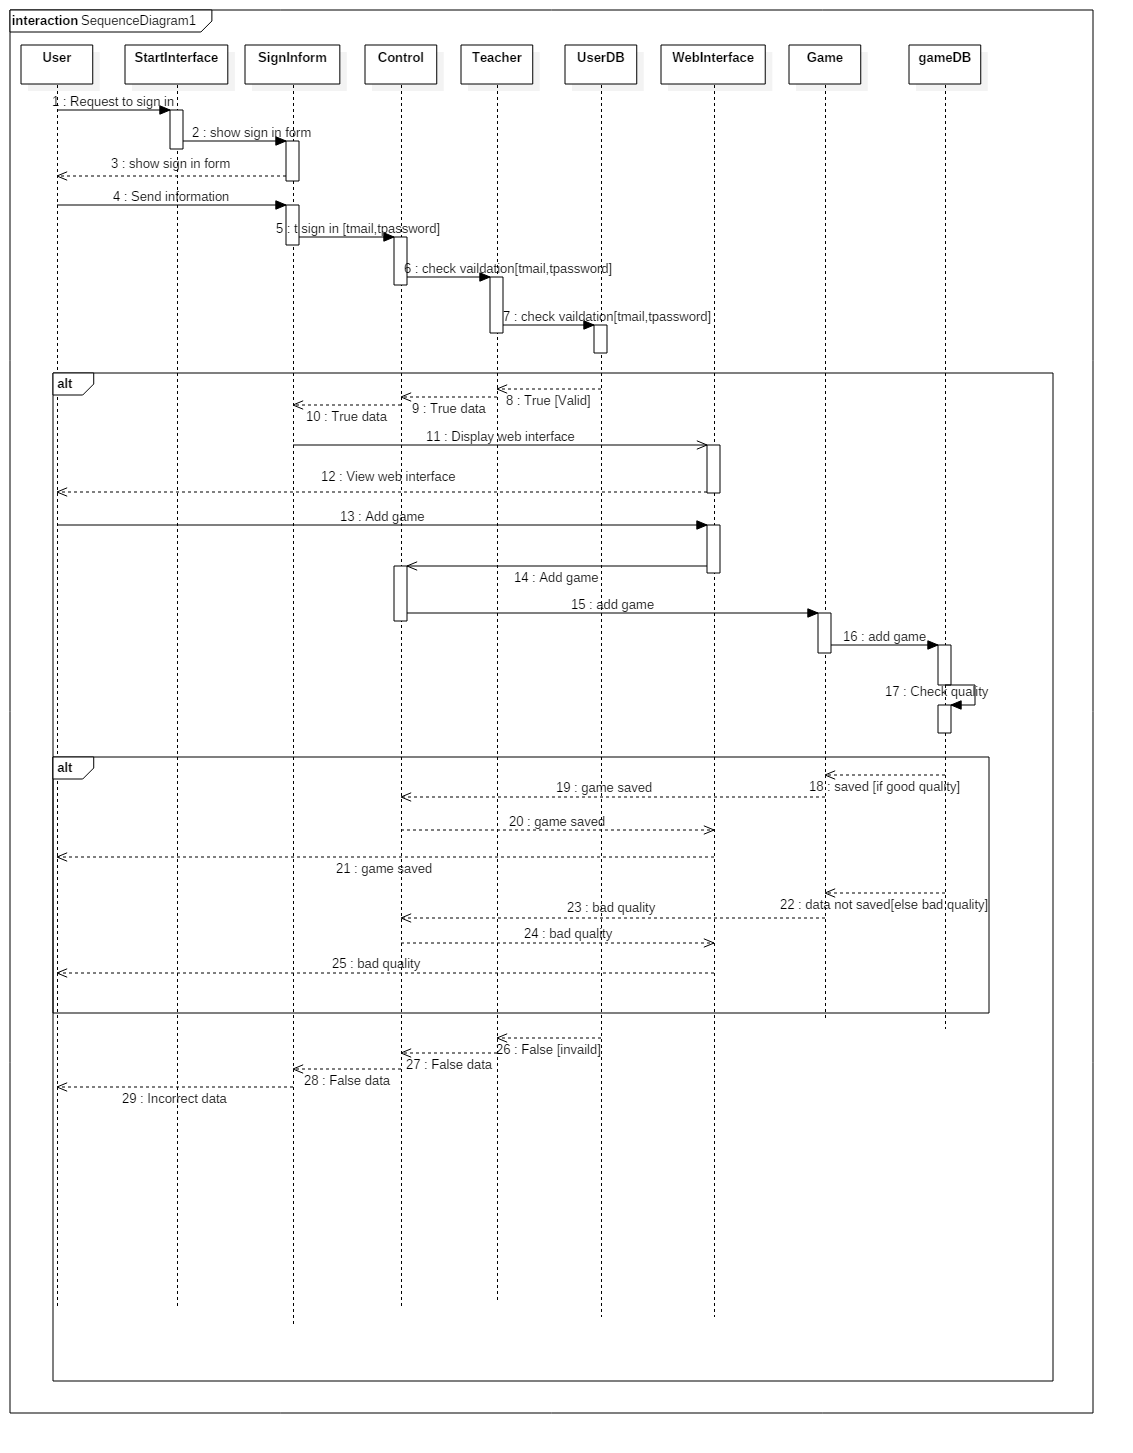 interaction SequenceDiagram1
User
StartInterface
SignInform
Control
Teacher
UserDB
WebInterface
Game
gameDB
1 : Request to sign in
2 : show sign in form
3 : show sign in form
4 : Send information
5 : t sign in [tmail,tpassword]
6 : check vaildation[tmail,tpassword]
7 : check vaildation[tmail,tpassword]
alt
8 : True [Valid]
9 : True data
10 : True data
11 : Display web interface
12 : View web interface
13 : Add game
14 : Add game
15 : add game
16 : add game
17 : Check quality
alt
18 : saved [if good quality]
19 : game saved
20 : game saved
21 : game saved
22 : data not saved[else bad quality]
23 : bad quality
24 : bad quality
25 : bad quality
26 : False [invaild]
27 : False data
28 : False data
29 : Incorrect data